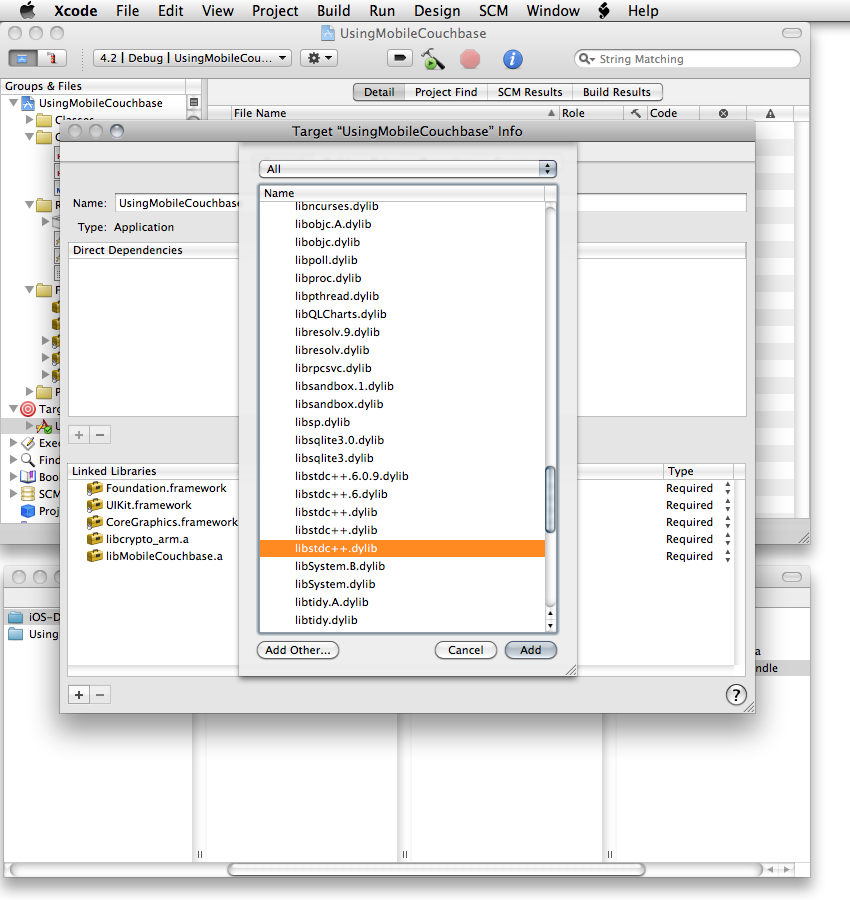 Xcode File Edit View Project Build Run Design SCM Window Help
UsingMobileCouchbase
4.2 | Debug | UsingMobileCou...
String Matching
Groups & Files
Detail Project Find SCM Results Build Results
UsingMobileCouchbase
File Name Role Code
Classes
Target "UsingMobileCouchbase" Info
All
Name
Name: UsingMobileCouchbase
Type: Application
Direct Dependencies
libncurses.dylib
libobjc.A.dylib
libobjc.dylib
libpoll.dylib
libproc.dylib
libpthread.dylib
libQLCharts.dylib
libresolv.9.dylib
libresolv.dylib
librpcsvc.dylib
libsandbox.1.dylib
libsandbox.dylib
libsp.dylib
libsqlite3.0.dylib
libsqlite3.dylib
libstdc++.6.0.9.dylib
libstdc++.6.dylib
libstdc++.dylib
libstdc++.dylib
libstdc++.dylib
libSystem.B.dylib
libSystem.dylib
libtidy.A.dylib
libtidy.dylib
Targ
Exec
Find
Boo
SCM
Proj
Linked Libraries Type
Foundation.framework Required
UIKit.framework Required
CoreGraphics.framework Required
libcrypto_arm.a Required
libMobileCouchbase.a Required
Add Other... Cancel Add
iOS-D
Using
a
ndle
?